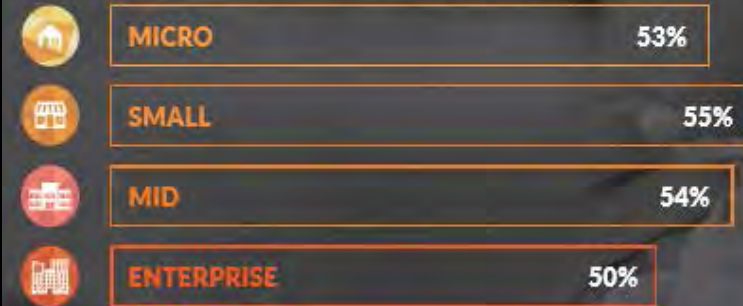 MICRO 53%
SMALL 55%
MID 54%
ENTERPRISE 50%